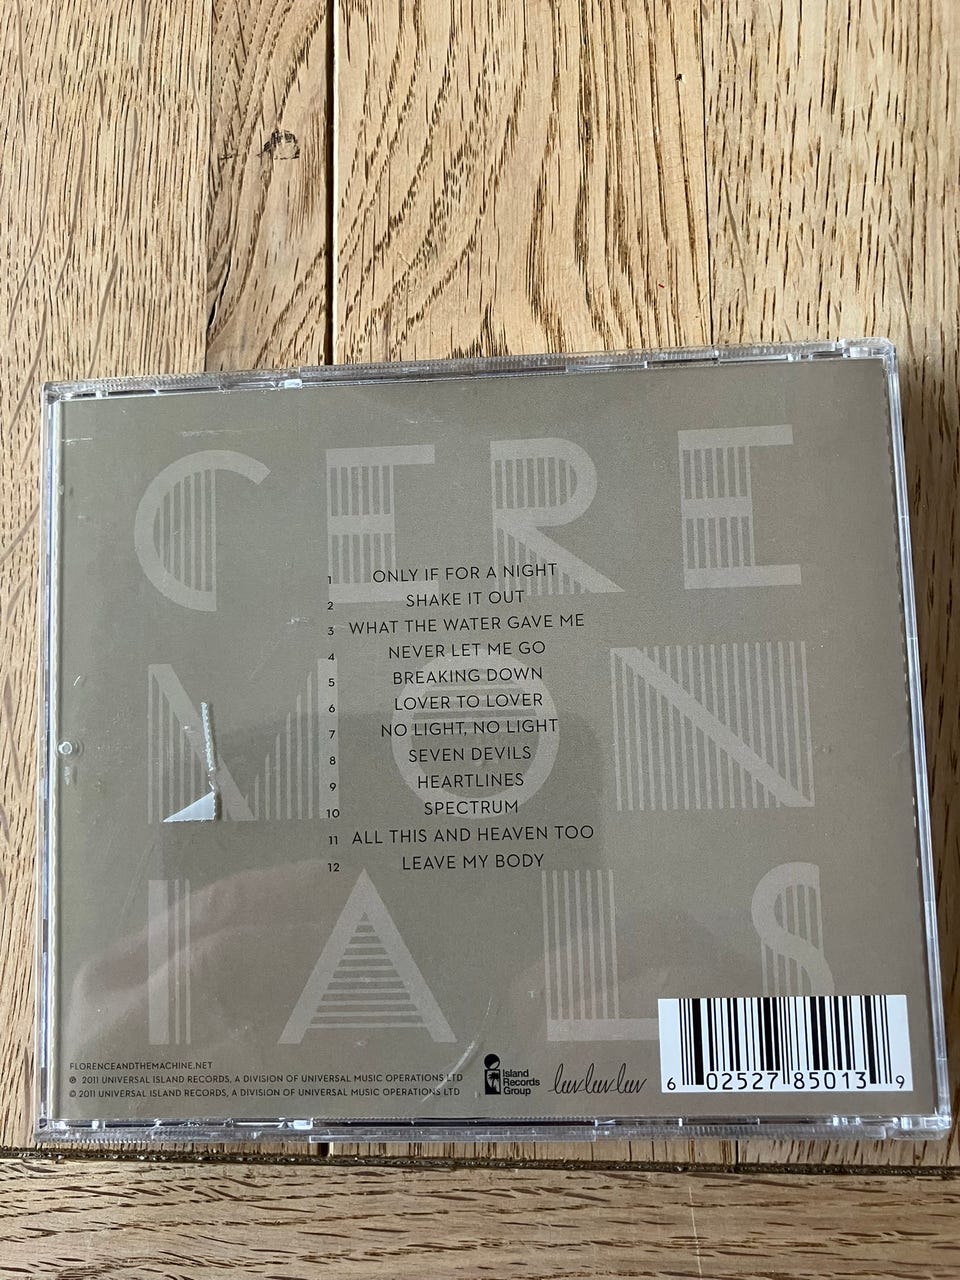 CERE
MON
IALS
1 ONLY IF FOR A NIGHT
2 SHAKE IT OUT
3 WHAT THE WATER GAVE ME
4 NEVER LET ME GO
5 BREAKING DOWN
6 LOVER TO LOVER
7 NO LIGHT, NO LIGHT
8 SEVEN DEVILS
9 HEARTLINES
10 SPECTRUM
11 ALL THIS AND HEAVEN TOO
12 LEAVE MY BODY
FLORENCEANDTHEMACHINE.NET
℗ 2011 UNIVERSAL ISLAND RECORDS, A DIVISION OF UNIVERSAL MUSIC OPERATIONS LTD
© 2011 UNIVERSAL ISLAND RECORDS, A DIVISION OF UNIVERSAL MUSIC OPERATIONS LTD
Island
Records
Group
luvluvluv
6 02527 85013 9